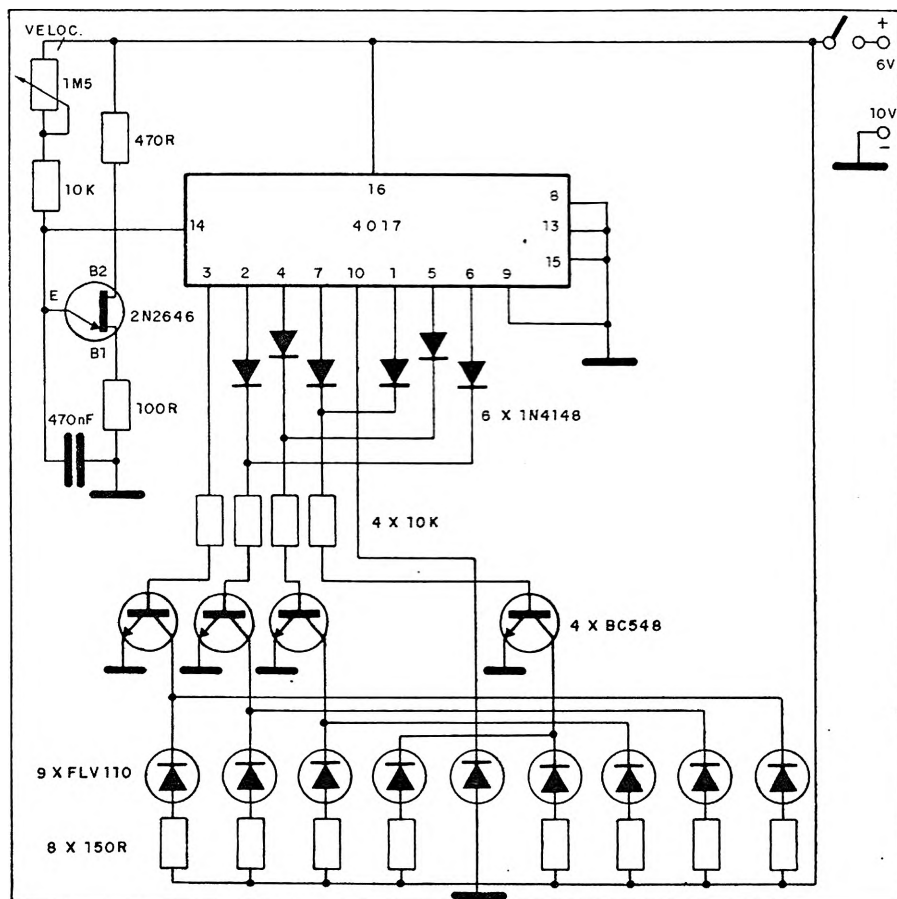 VELOC.
1M5
470R
10K
+
6V
10V
-
16
4017
14
8
13
15
3 2 4 7 10 1 5 6 9
B2
E
2N2646
B1
100R
470nF
6 X 1N4148
4 X 10K
4 X BC548
9 X FLV110
8 X 150R